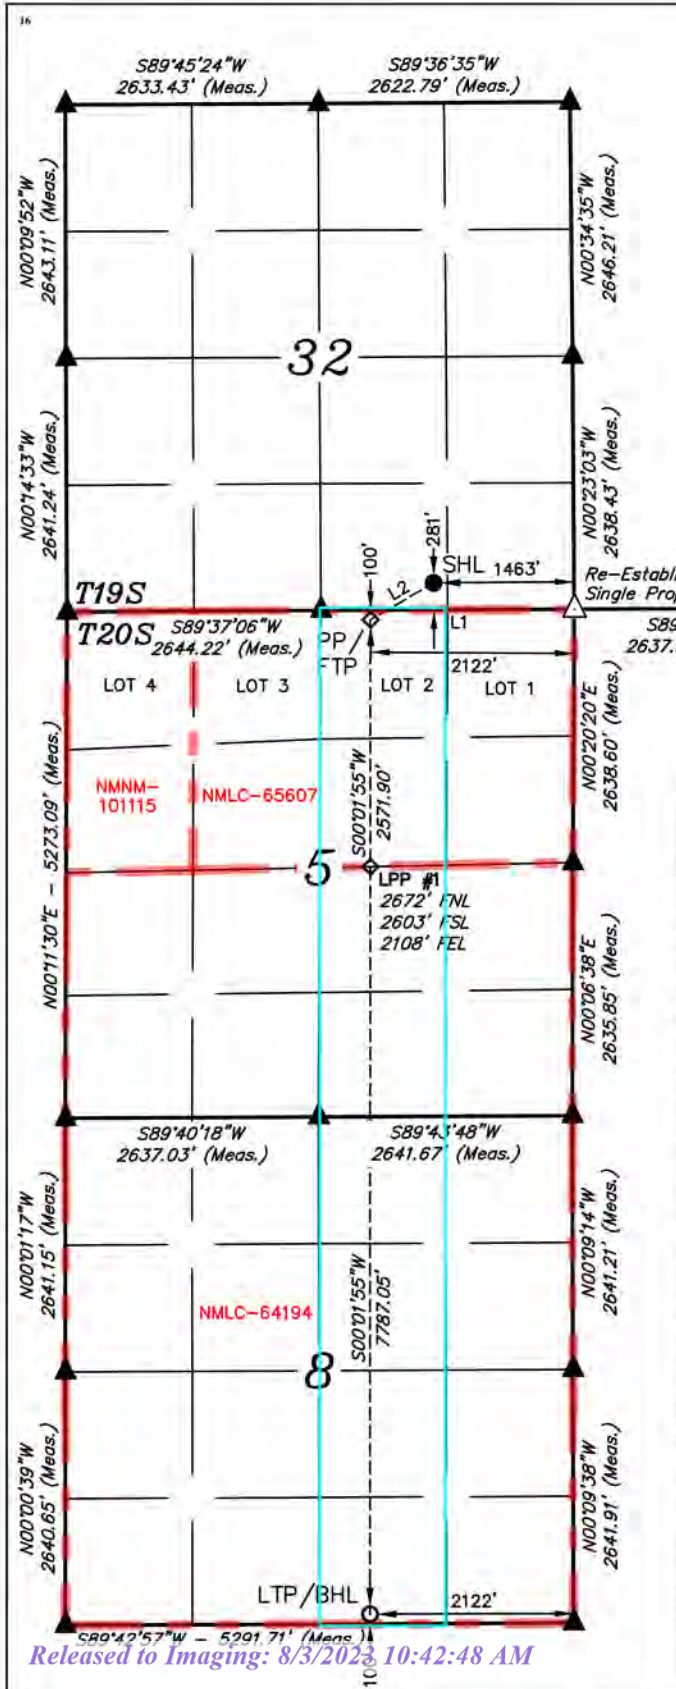 36
S89°45'24"W
2633.43' (Meas.)
S89°36'35"W
2622.79' (Meas.)
N00°09'52"W
2643.11' (Meas.)
N00°34'35"W
2646.21' (Meas.)
32
N00°14'33"W
2641.24' (Meas.)
N00°23'03"W
2638.43' (Meas.)
100'
281'
L2
SHL 1463'
Re-Establi
Single Prop
T19S
T20S
S89°37'06"W
2644.22' (Meas.)
PP/
FTP
L1
2122'
S89
2637.
LOT 4
LOT 3
LOT 2
LOT 1
N00°20'20"E
2638.60' (Meas.)
S00°01'55"W
2571.90'
NMNM-
101115
NMLC-65607
N00°11'30"E - 5273.09' (Meas.)
5
LPP #1
2672' FNL
2603' FSL
2108' FEL
N00°06'38"E
2635.85' (Meas.)
S89°40'18"W
2637.03' (Meas.)
S89°43'48"W
2641.67' (Meas.)
N00°01'17"W
2641.15' (Meas.)
N00°09'14"W
2641.21' (Meas.)
S00°01'55"W
7787.05'
NMLC-64194
8
N00°00'39"W
2640.65' (Meas.)
N00°09'38"W
2641.91' (Meas.)
LTP/BHL
2122'
S89°42'57"W - 5291.71' (Meas.)
Released to Imaging: 8/3/2023 10:42:48 AM
100'